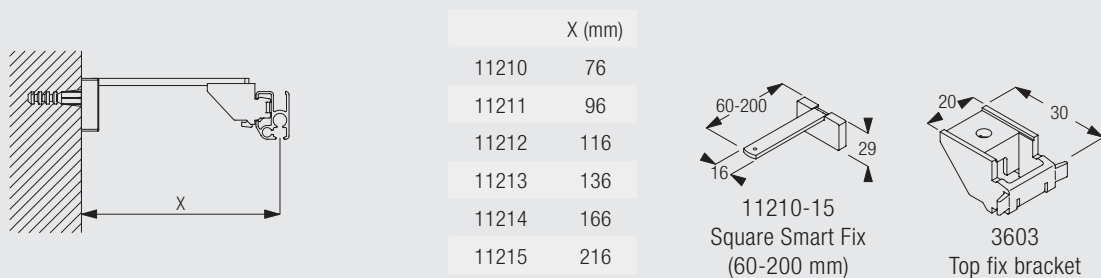 X
X (mm)
11210 76
11211 96
11212 116
11213 136
11214 166
11215 216
60-200
16
29
11210-15
Square Smart Fix
(60-200 mm)
20
30
3603
Top fix bracket